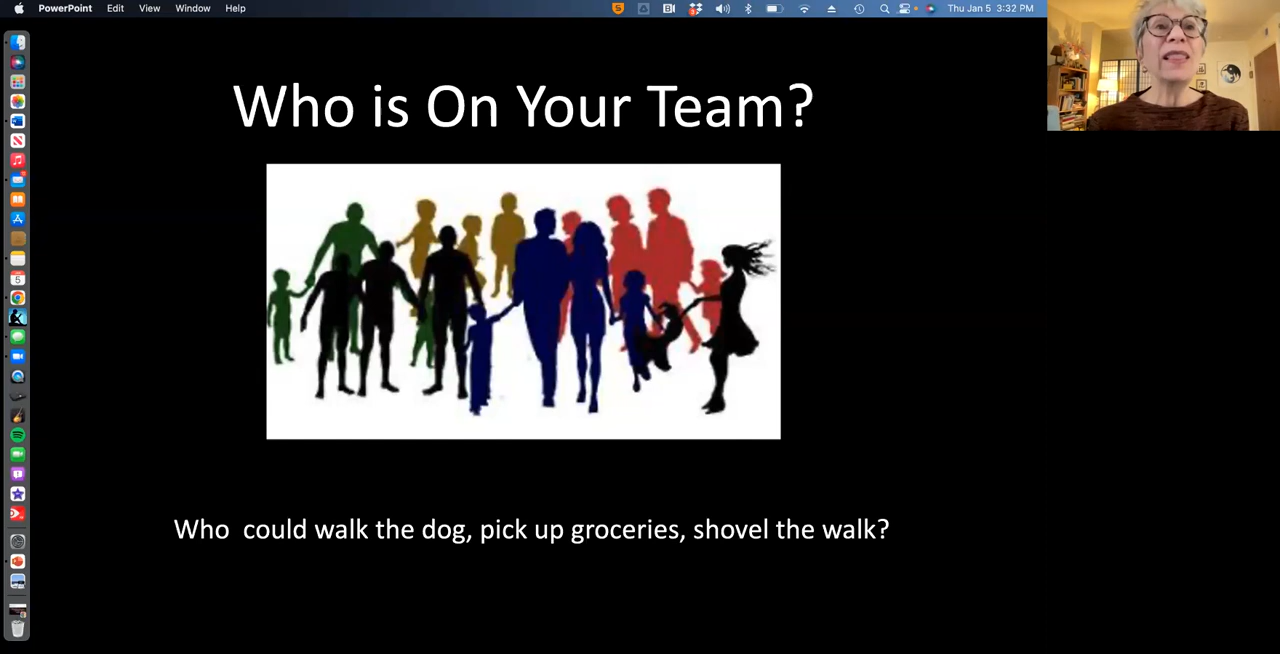 PowerPoint Edit View Window Help Thu Jan 5 3:32 PM
Who is On Your Team?
Who could walk the dog, pick up groceries, shovel the walk?
5